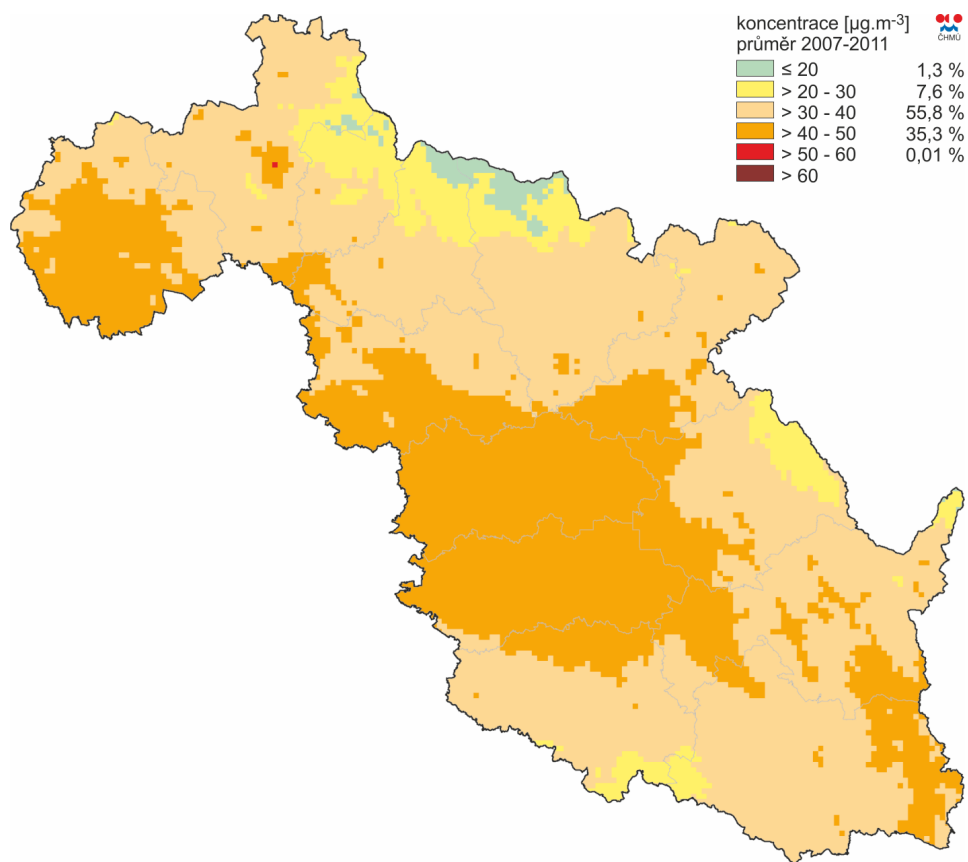 koncentrace [µg.m⁻³]
průměr 2007-2011
ČHMÚ
≤ 20 1,3 %
> 20 - 30 7,6 %
> 30 - 40 55,8 %
> 40 - 50 35,3 %
> 50 - 60 0,01 %
> 60